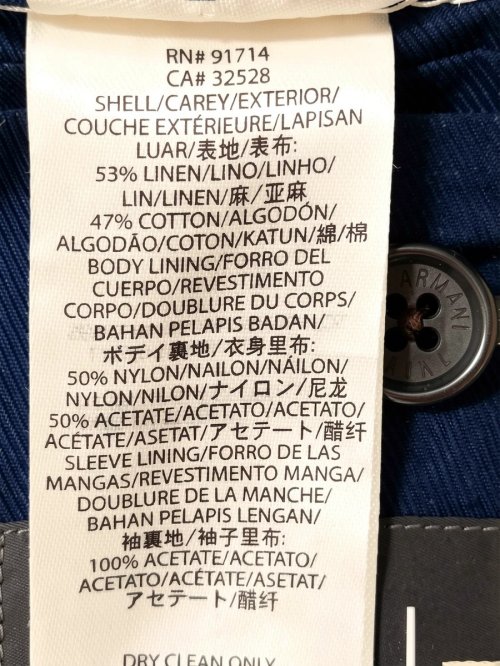 RN# 91714
CA# 32528
SHELL/CAREY/EXTERIOR/
COUCHE EXTÉRIEURE/LAPISAN
LUAR/表地/表布:
53% LINEN/LINO/LINHO/
LIN/LINEN/麻/亚麻
47% COTTON/ALGODÓN/
ALGODÃO/COTON/KATUN/綿/棉
BODY LINING/FORRO DEL
CUERPO/REVESTIMENTO
CORPO/DOUBLURE DU CORPS/
BAHAN PELAPIS BADAN/
ボデイ裏地/衣身里布:
50% NYLON/NAILON/NÁILON/
NYLON/NILON/ナイロン/尼龙
50% ACETATE/ACETATO/ACETATO/
ACÉTATE/ASETAT/アセテート/醋纤
SLEEVE LINING/FORRO DE LAS
MANGAS/REVESTIMENTO MANGA/
DOUBLURE DE LA MANCHE/
BAHAN PELAPIS LENGAN/
袖裏地/袖子里布:
100% ACETATE/ACETATO/
ACETATO/ACÉTATE/ASETAT/
アセテート/醋纤
DRY CLEAN ONLY
ARMANI